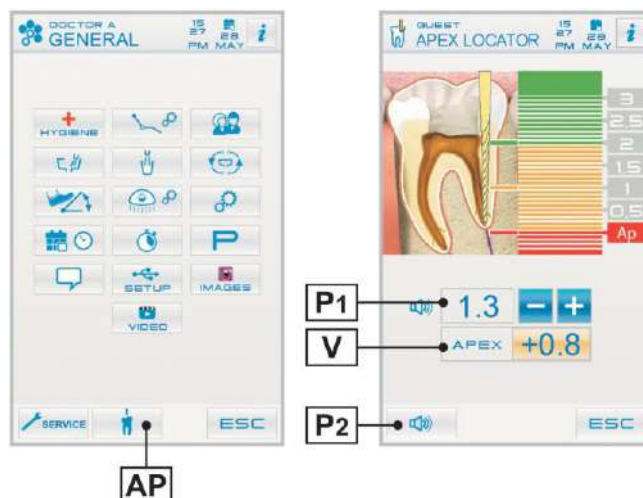 DOCTOR A
GENERAL
15
27
PM
28
MAY
i
HYGIENE
P
SETUP
IMAGES
VIDEO
SERVICE
ESC
AP
GUEST
APEX LOCATOR
15
27
PM
28
MAY
i
3
2.5
2
1.5
1
0.5
Ap
P1
1.3
- +
V
APEX +0.8
P2
ESC